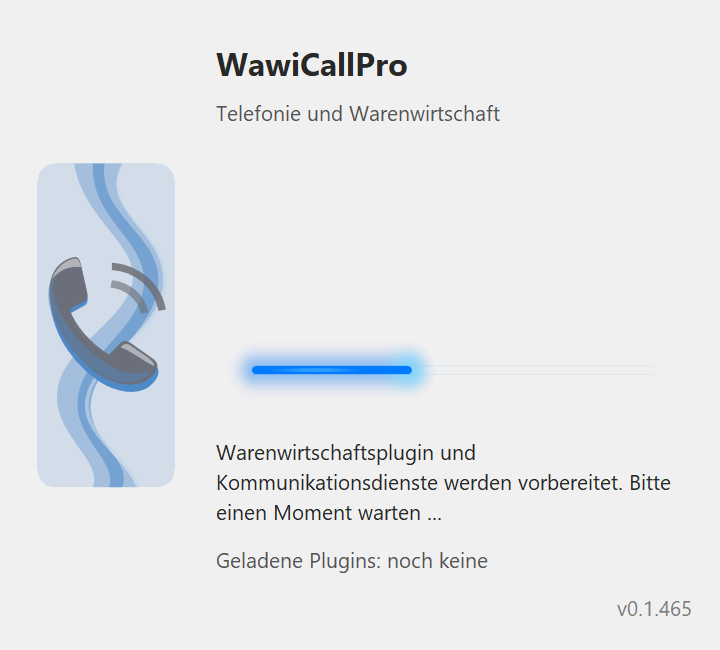 WawiCallPro
Telefonie und Warenwirtschaft
Warenwirtschaftsplugin und
Kommunikationsdienste werden vorbereitet. Bitte
einen Moment warten ...
Geladene Plugins: noch keine
v0.1.465